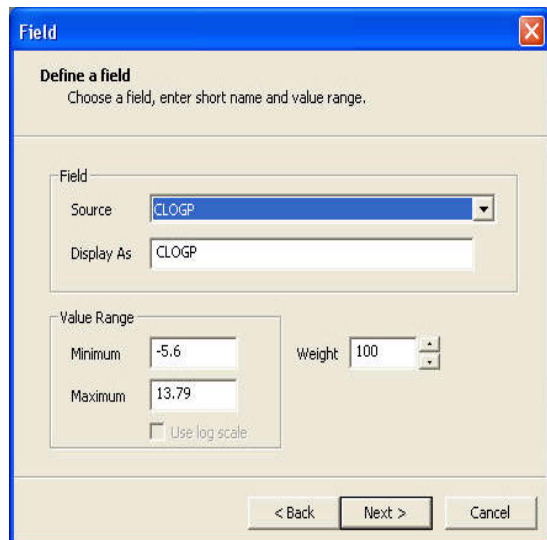 Field
Define a field
Choose a field, enter short name and value range.
Field
Source CLOGP
Display As CLOGP
Value Range
Minimum -5.6 Weight 100
Maximum 13.79
Use log scale
< Back Next > Cancel